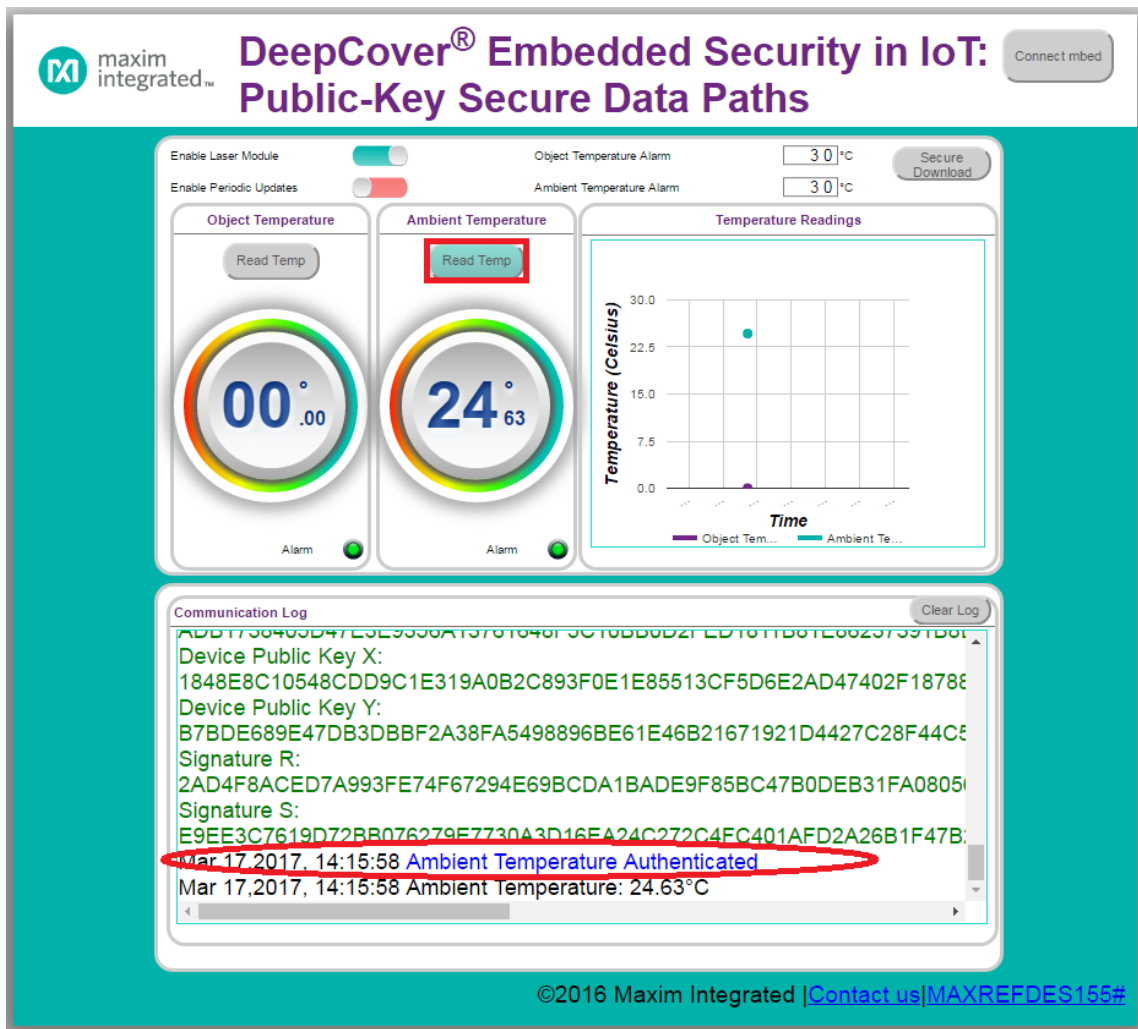 maxim
integrated™
DeepCover® Embedded Security in IoT:
Public-Key Secure Data Paths
Connect mbed
Enable Laser Module
Object Temperature Alarm
30 °C
Secure
Download
Enable Periodic Updates
Ambient Temperature Alarm
30 °C
Object Temperature
Ambient Temperature
Temperature Readings
Read Temp
Read Temp
00°.00
24°63
Temperature (Celsius)
30.0
22.5
15.0
7.5
0.0
Time
Object Tem...
Ambient Te...
Alarm
Alarm
Communication Log
Clear Log
Device Public Key X:
1848E8C10548CDD9C1E319A0B2C893F0E1E85513CF5D6E2AD47402F18788
Device Public Key Y:
B7BDE689E47DB3DBBF2A38FA5498896BE61E46B21671921D4427C28F44C5
Signature R:
2AD4F8ACED7A993FE74F67294E69BCDA1BADE9F85BC47B0DEB31FA0805
Signature S:
E9EE3C7619D72BB076279E7730A3D16EA24C272C4FC401AFD2A26B1F47B
Mar 17,2017, 14:15:58 Ambient Temperature Authenticated
Mar 17,2017, 14:15:58 Ambient Temperature: 24.63°C
©2016 Maxim Integrated |Contact us|MAXREFDES155#